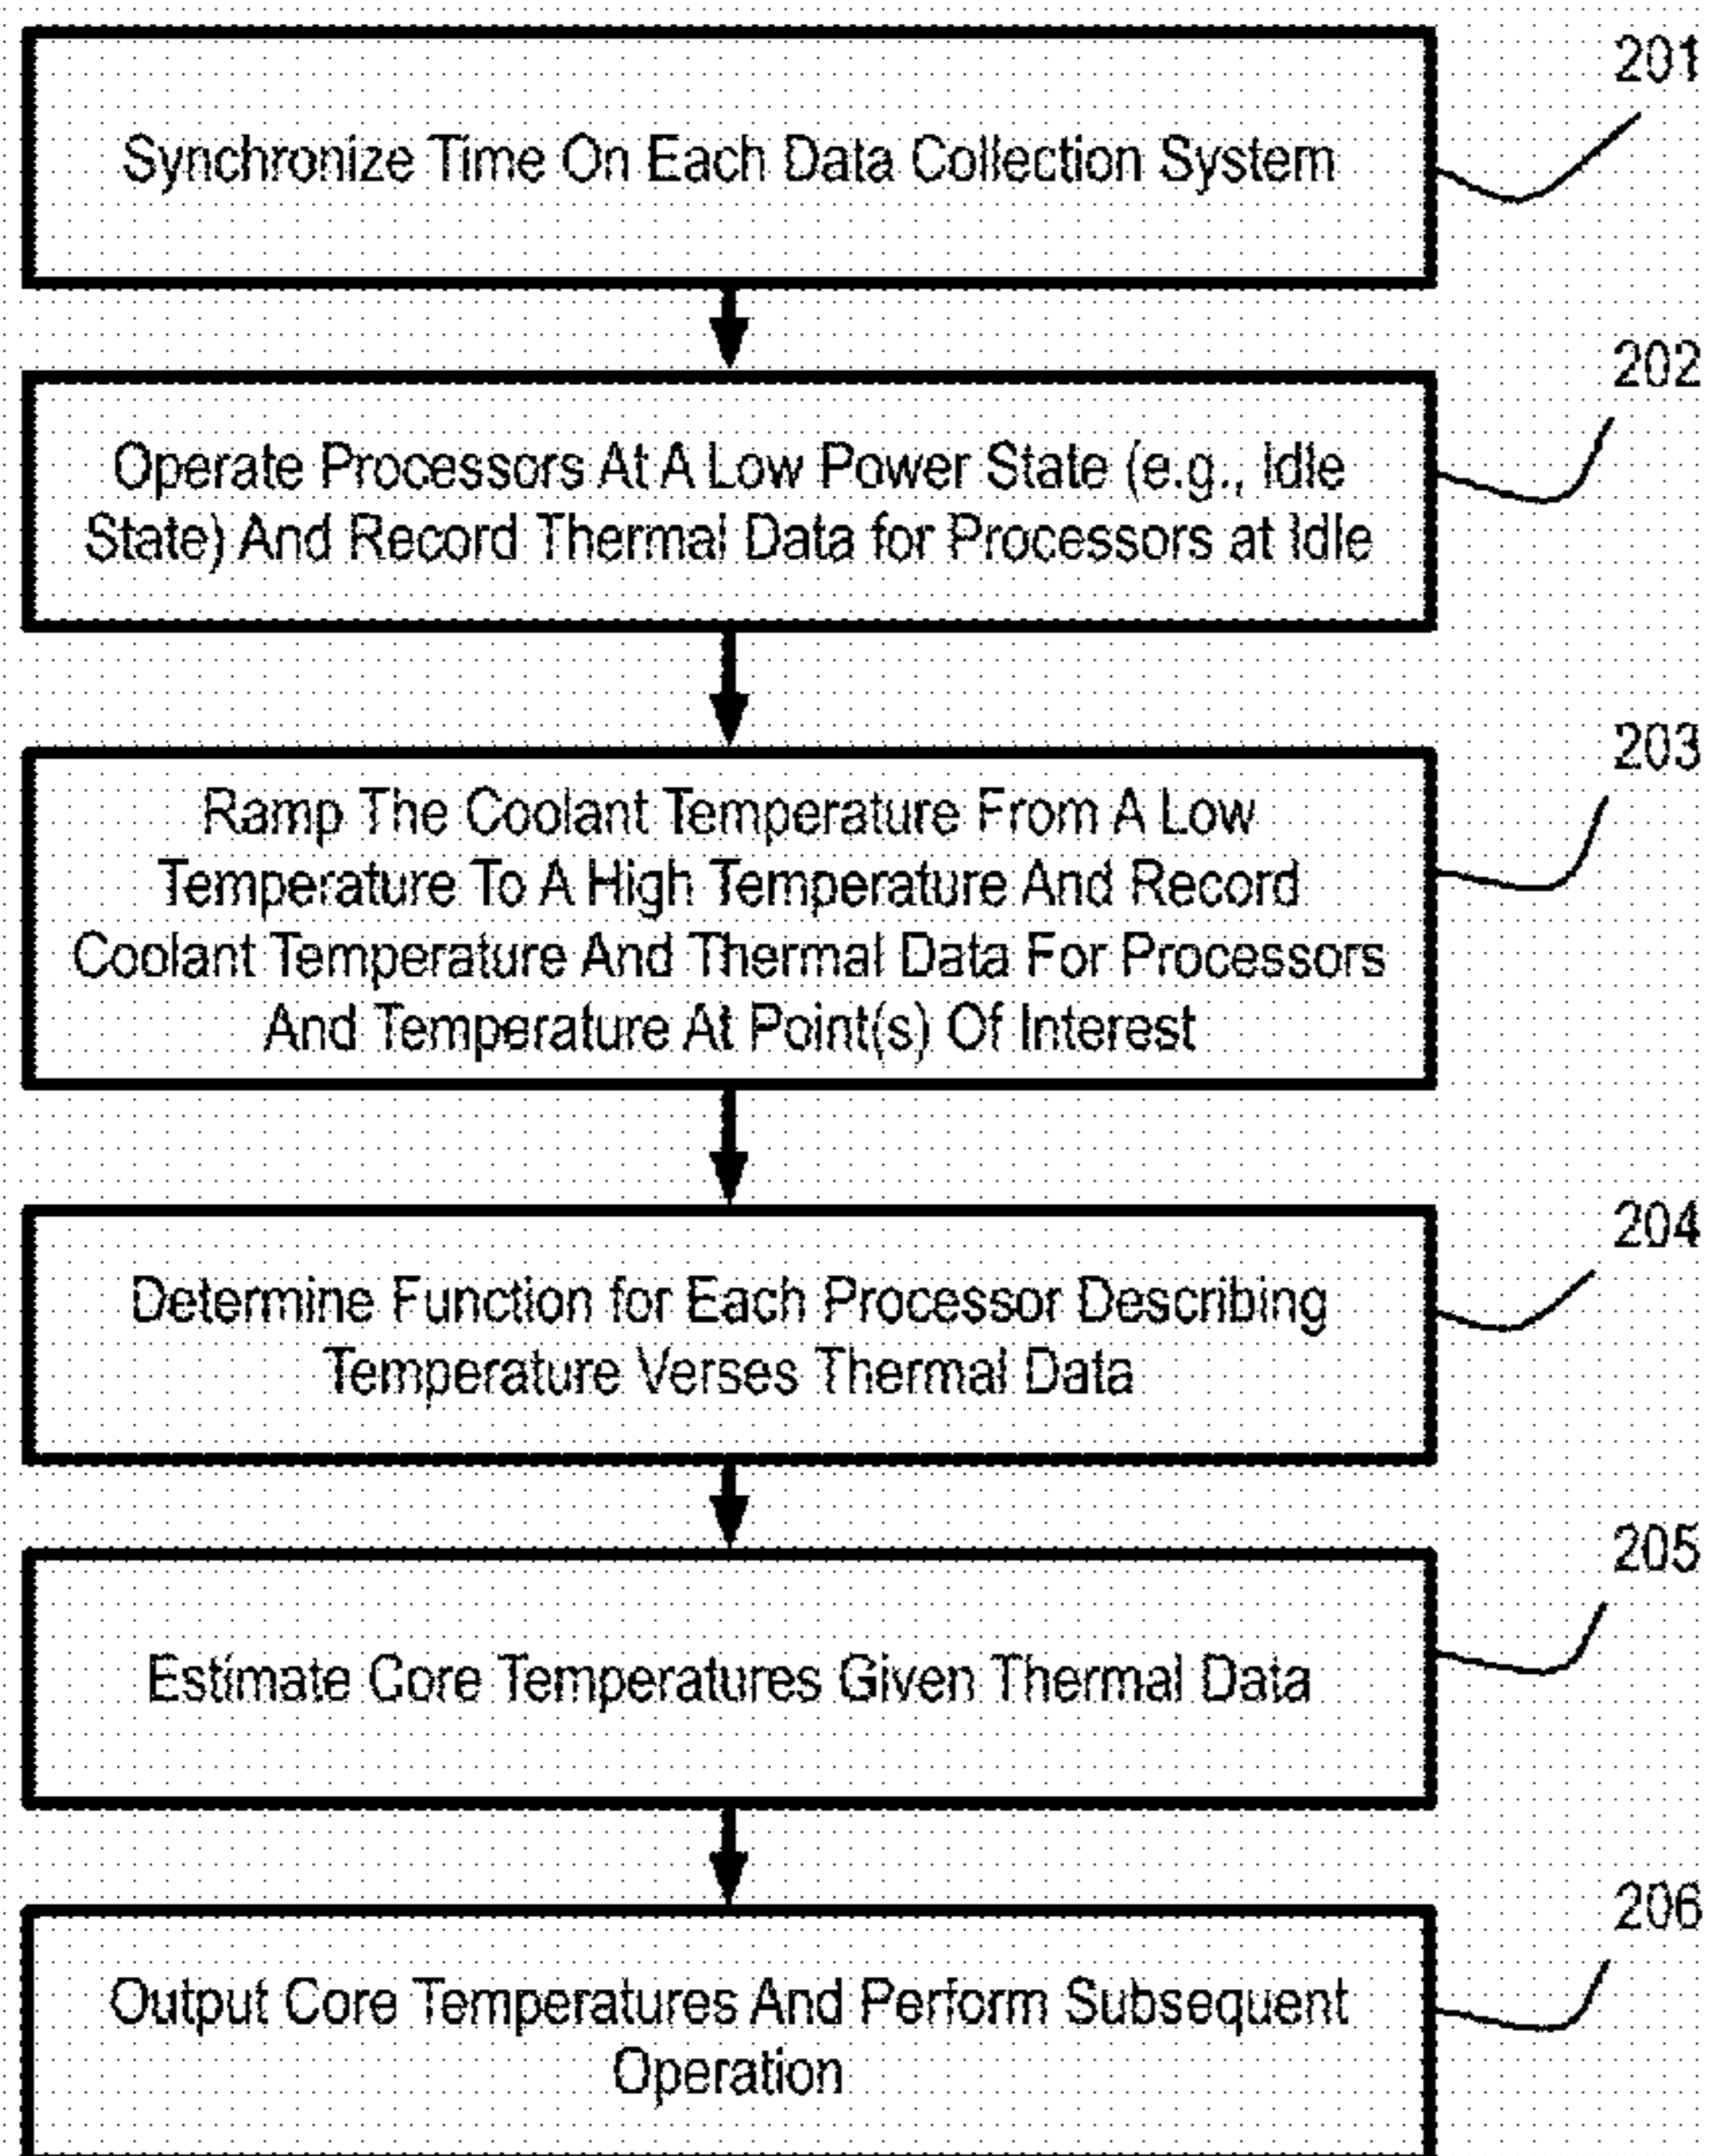 201
Synchronize Time On Each Data Collection System
202
Operate Processors At A Low Power State (e.g., Idle
State) And Record Thermal Data for Processors at Idle
203
Ramp The Coolant Temperature From A Low
Temperature To A High Temperature And Record
Coolant Temperature And Thermal Data For Processors
And Temperature At Point(s) Of Interest
204
Determine Function for Each Processor Describing
Temperature Verses Thermal Data
205
Estimate Core Temperatures Given Thermal Data
206
Output Core Temperatures And Perform Subsequent
Operation